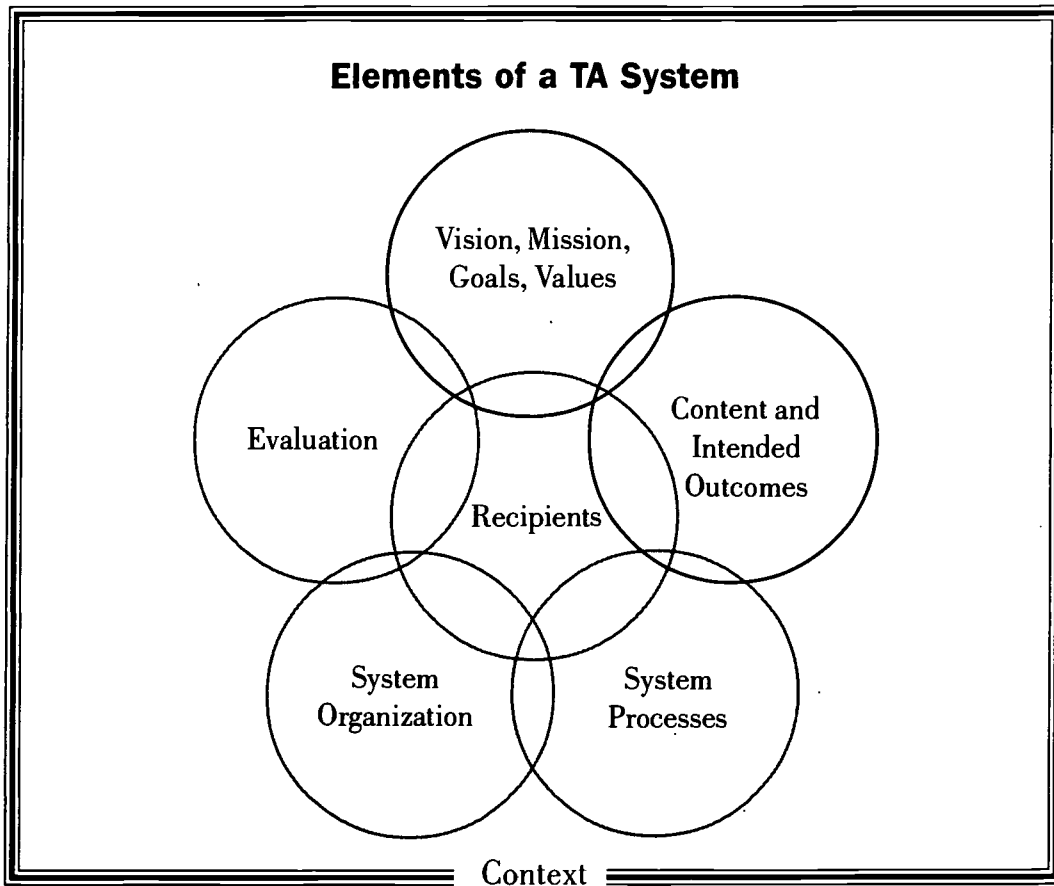 Elements of a TA System
Vision, Mission,
Goals, Values
Evaluation
Content and
Intended
Outcomes
Recipients
System
Organization
System
Processes
Context